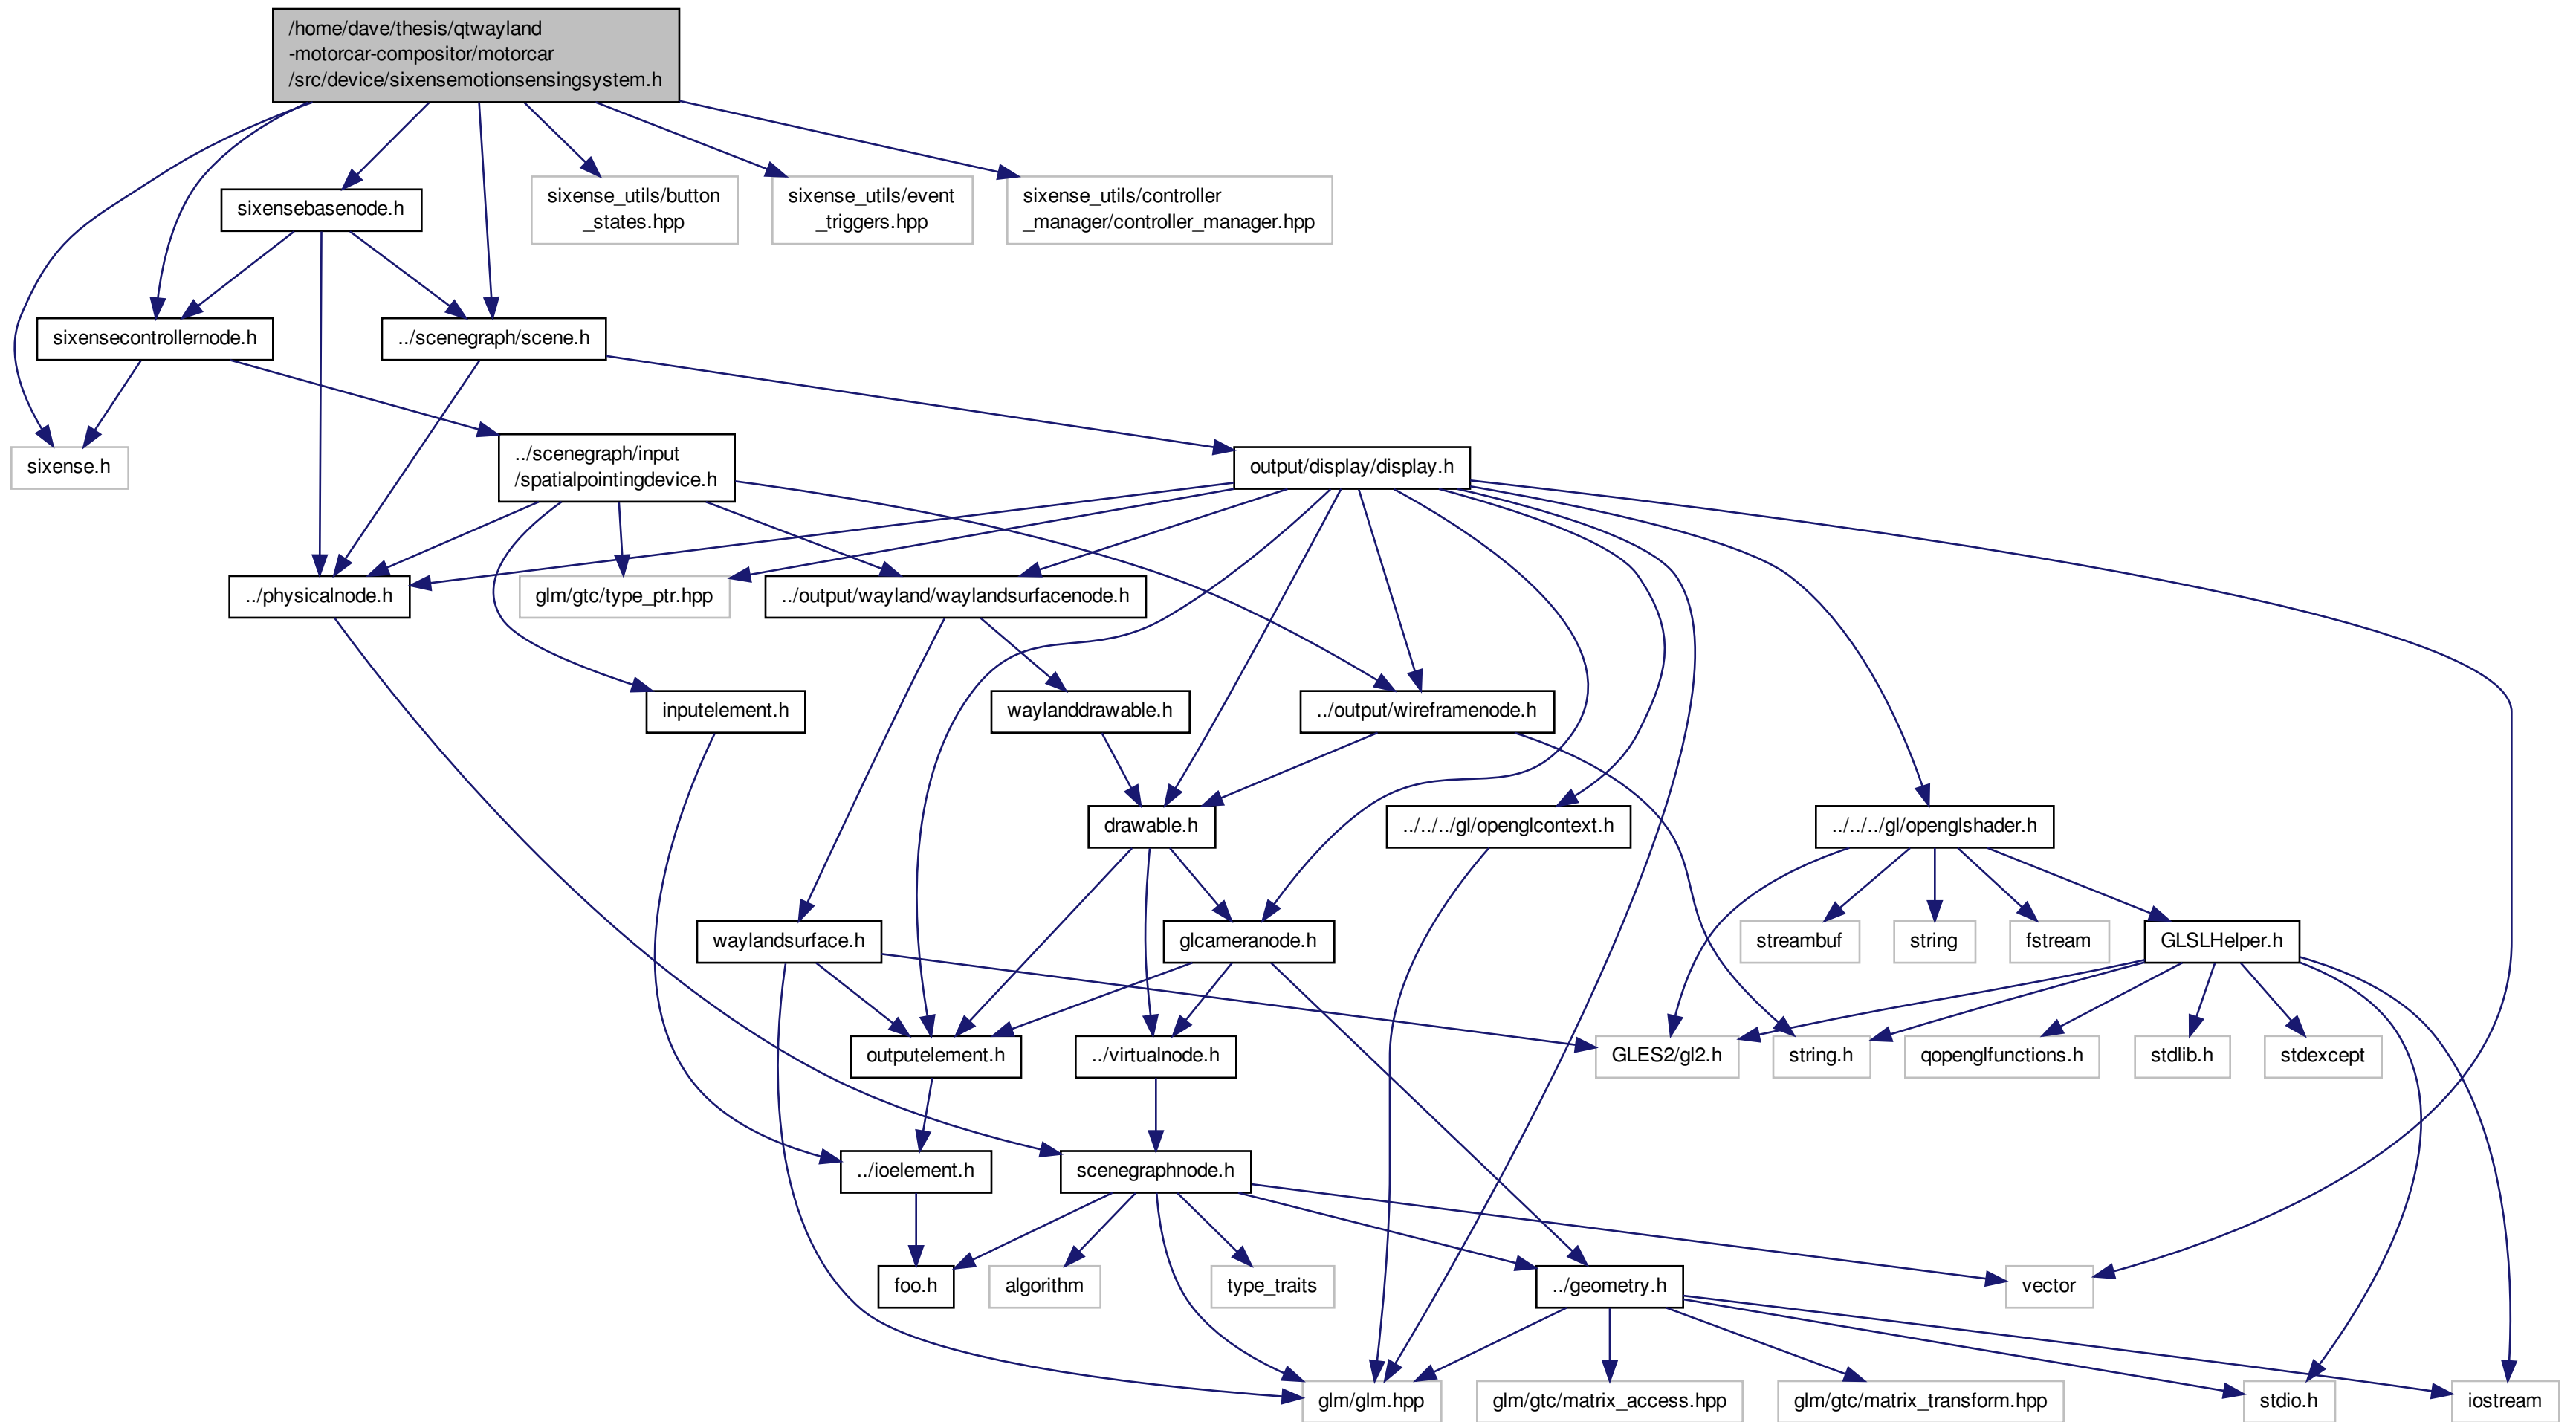 /home/dave/thesis/qtwayland
-motorcar-compositor/motorcar
/src/device/sixensemotionsensingsystem.h
sixensebasenode.h
sixense_utils/button
_states.hpp
sixense_utils/event
_triggers.hpp
sixense_utils/controller
_manager/controller_manager.hpp
sixensecontrollernode.h
../scenegraph/scene.h
sixense.h
../scenegraph/input
/spatialpointingdevice.h
output/display/display.h
../physicalnode.h
glm/gtc/type_ptr.hpp
../output/wayland/waylandsurfacenode.h
inputelement.h
waylanddrawable.h
../output/wireframenode.h
drawable.h
../../../gl/openglcontext.h
../../../gl/openglshader.h
waylandsurface.h
glcameranode.h
streambuf
string
fstream
GLSLHelper.h
outputelement.h
../virtualnode.h
GLES2/gl2.h
string.h
qopenglfunctions.h
stdlib.h
stdexcept
../ioelement.h
scenegraphnode.h
foo.h
algorithm
type_traits
../geometry.h
vector
glm/glm.hpp
glm/gtc/matrix_access.hpp
glm/gtc/matrix_transform.hpp
stdio.h
iostream